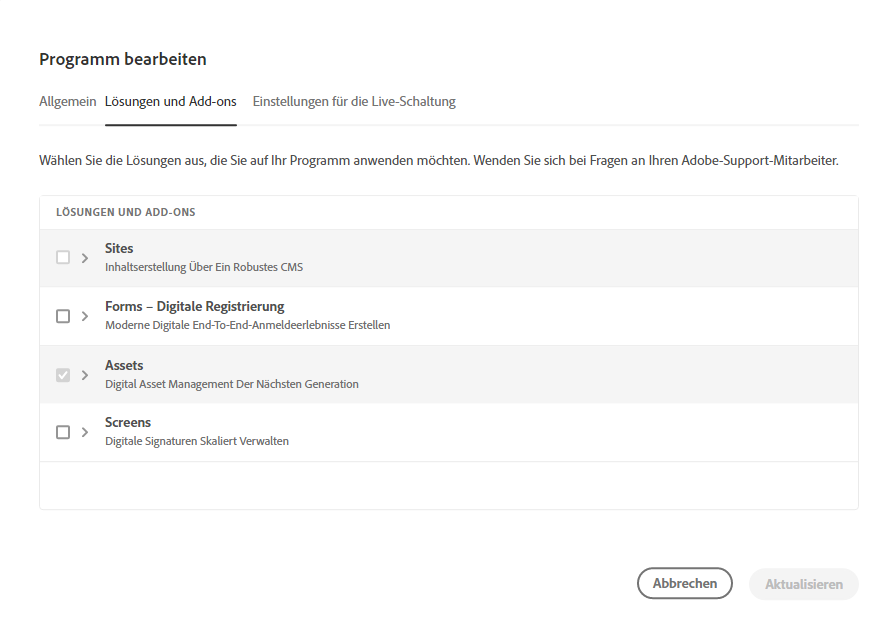 Programm bearbeiten
Allgemein Lösungen und Add-ons Einstellungen für die Live-Schaltung
Wählen Sie die Lösungen aus, die Sie auf Ihr Programm anwenden möchten. Wenden Sie sich bei Fragen an Ihren Adobe-Support-Mitarbeiter.
LÖSUNGEN UND ADD-ONS
Sites
Inhaltserstellung Über Ein Robustes CMS
Forms – Digitale Registrierung
Moderne Digitale End-To-End-Anmeldeerlebnisse Erstellen
Assets
Digital Asset Management Der Nächsten Generation
Screens
Digitale Signaturen Skaliert Verwalten
Abbrechen Aktualisieren